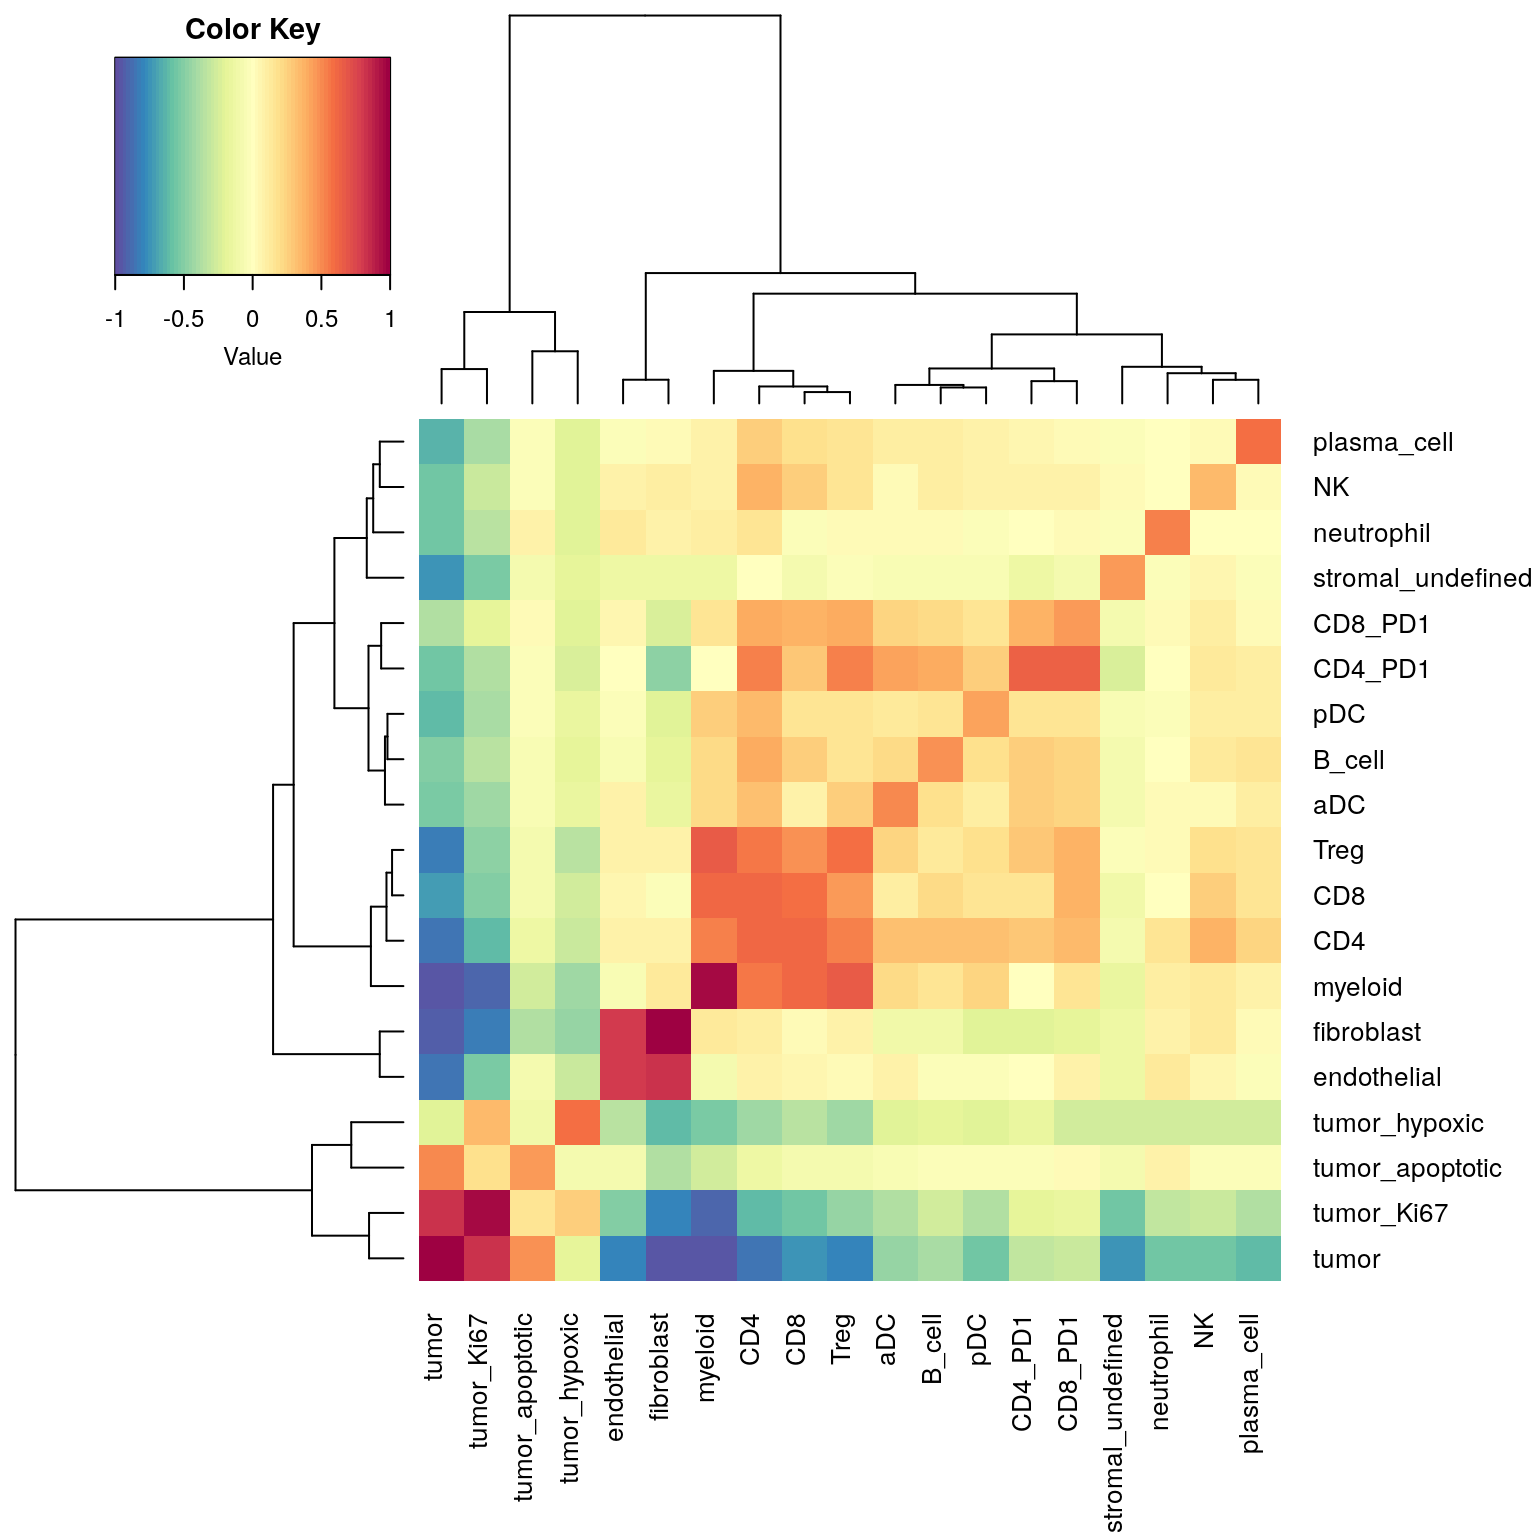 Color Key
-1 -0.5 0 0.5 1
Value
plasma_cell
NK
neutrophil
stromal_undefined
CD8_PD1
CD4_PD1
pDC
B_cell
aDC
Treg
CD8
CD4
myeloid
fibroblast
endothelial
tumor_hypoxic
tumor_apoptotic
tumor_Ki67
tumor
tumor
tumor_Ki67
tumor_apoptotic
tumor_hypoxic
endothelial
fibroblast
myeloid
CD4
CD8
Treg
aDC
B_cell
pDC
CD4_PD1
CD8_PD1
stromal_undefined
neutrophil
NK
plasma_cell